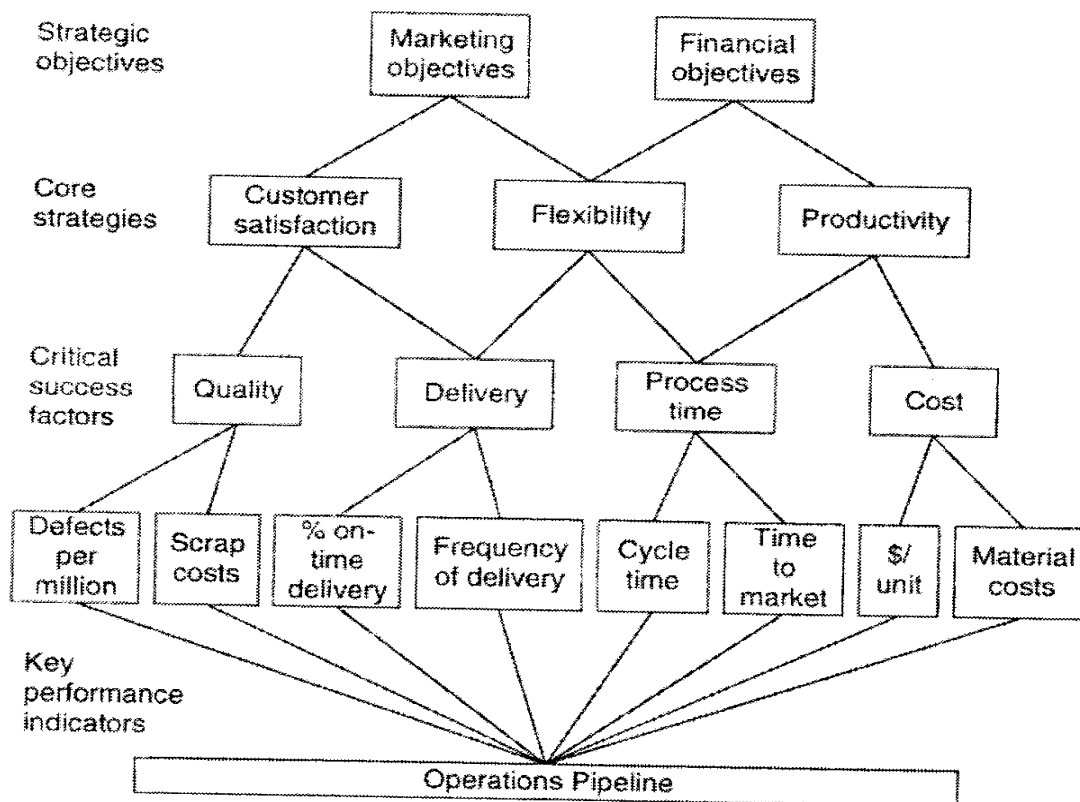 Strategic
objectives
Marketing
objectives
Financial
objectives
Core
strategies
Customer
satisfaction
Flexibility
Productivity
Critical
success
factors
Quality
Delivery
Process
time
Cost
Defects
per
million
Scrap
costs
% on-
time
delivery
Frequency
of delivery
Cycle
time
Time
to
market
$/
unit
Material
costs
Key
performance
indicators
Operations Pipeline